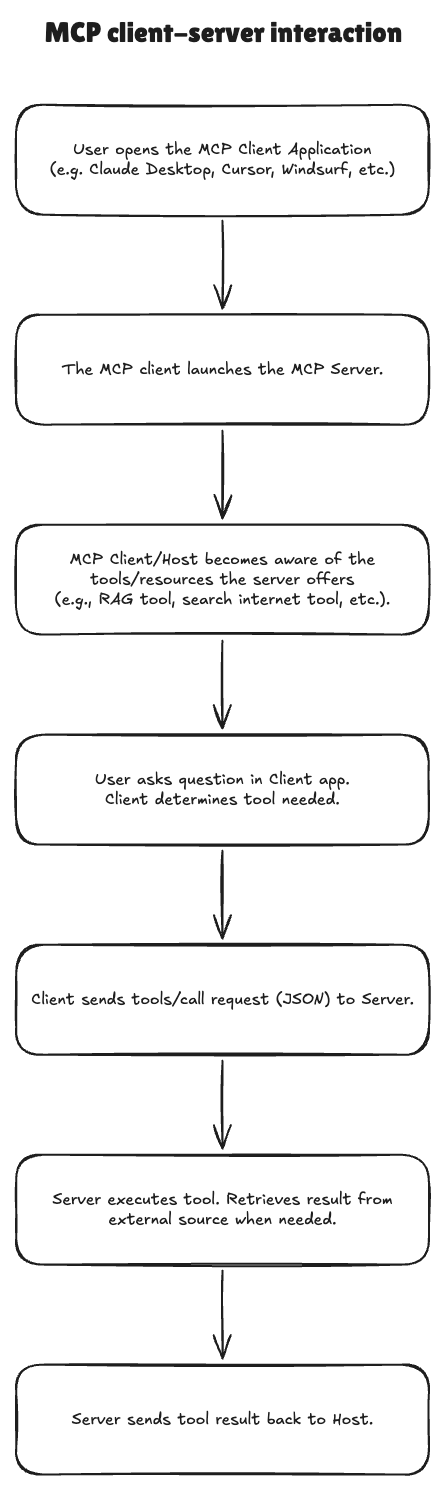 MCP client-server interaction
User opens the MCP Client Application
(e.g. Claude Desktop, Cursor, Windsurf, etc.)
The MCP client launches the MCP Server.
MCP Client/Host becomes aware of the
tools/resources the server offers
(e.g., RAG tool, search internet tool, etc.).
User asks question in Client app.
Client determines tool needed.
Client sends tools/call request (JSON) to Server.
Server executes tool. Retrieves result from
external source when needed.
Server sends tool result back to Host.